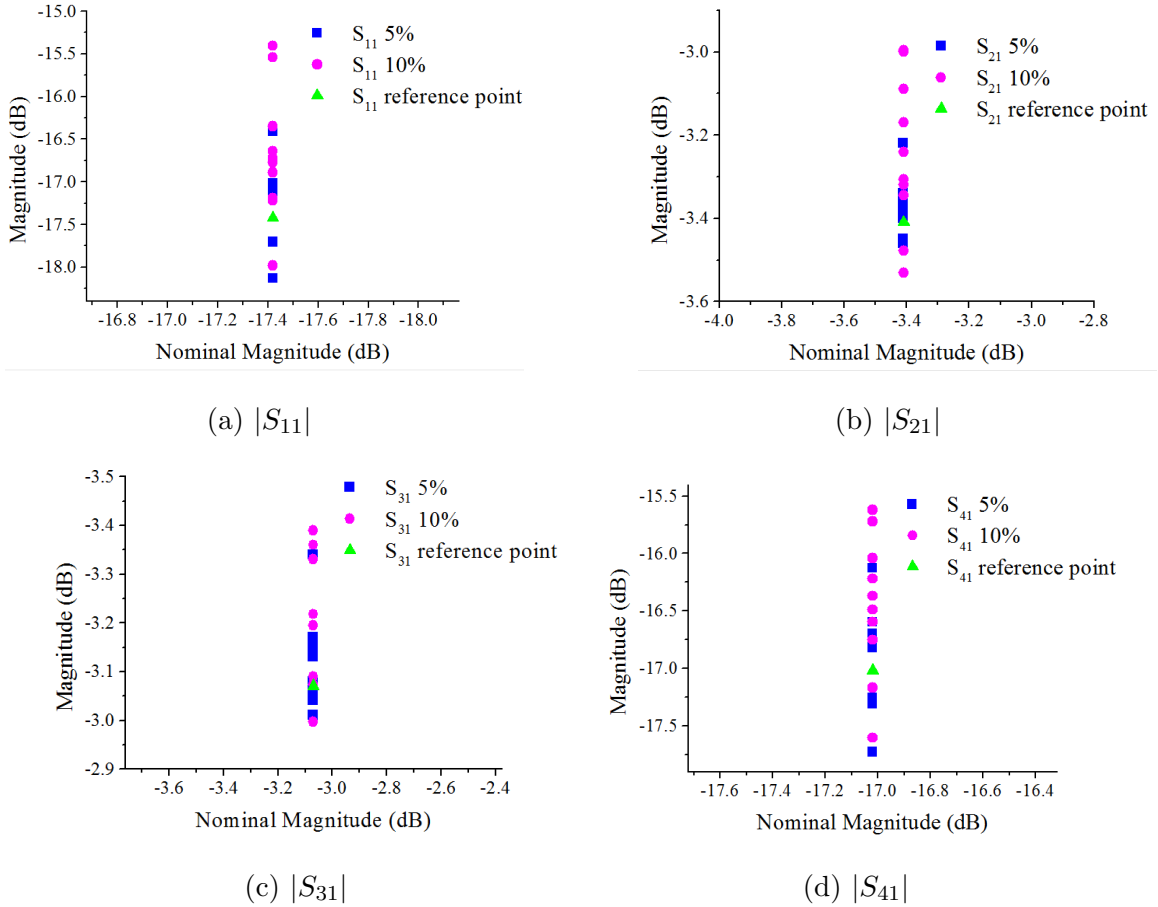 S11 5%
S11 10%
S11 reference point
-15.0
-15.5
-16.0
-16.5
-17.0
-17.5
-18.0
Magnitude (dB)
-16.8 -17.0 -17.2 -17.4 -17.6 -17.8 -18.0
Nominal Magnitude (dB)
(a) |S11|
S21 5%
S21 10%
S21 reference point
-3.0
-3.2
-3.4
-3.6
Magnitude (dB)
-4.0 -3.8 -3.6 -3.4 -3.2 -3.0 -2.8
Nominal Magnitude (dB)
(b) |S21|
S31 5%
S31 10%
S31 reference point
-3.5
-3.4
-3.3
-3.2
-3.1
-3.0
-2.9
Magnitude (dB)
-3.6 -3.4 -3.2 -3.0 -2.8 -2.6 -2.4
Nominal Magnitude (dB)
(c) |S31|
S41 5%
S41 10%
S41 reference point
-15.5
-16.0
-16.5
-17.0
-17.5
Magnitude (dB)
-17.6 -17.4 -17.2 -17.0 -16.8 -16.6 -16.4
Nominal Magnitude (dB)
(d) |S41|